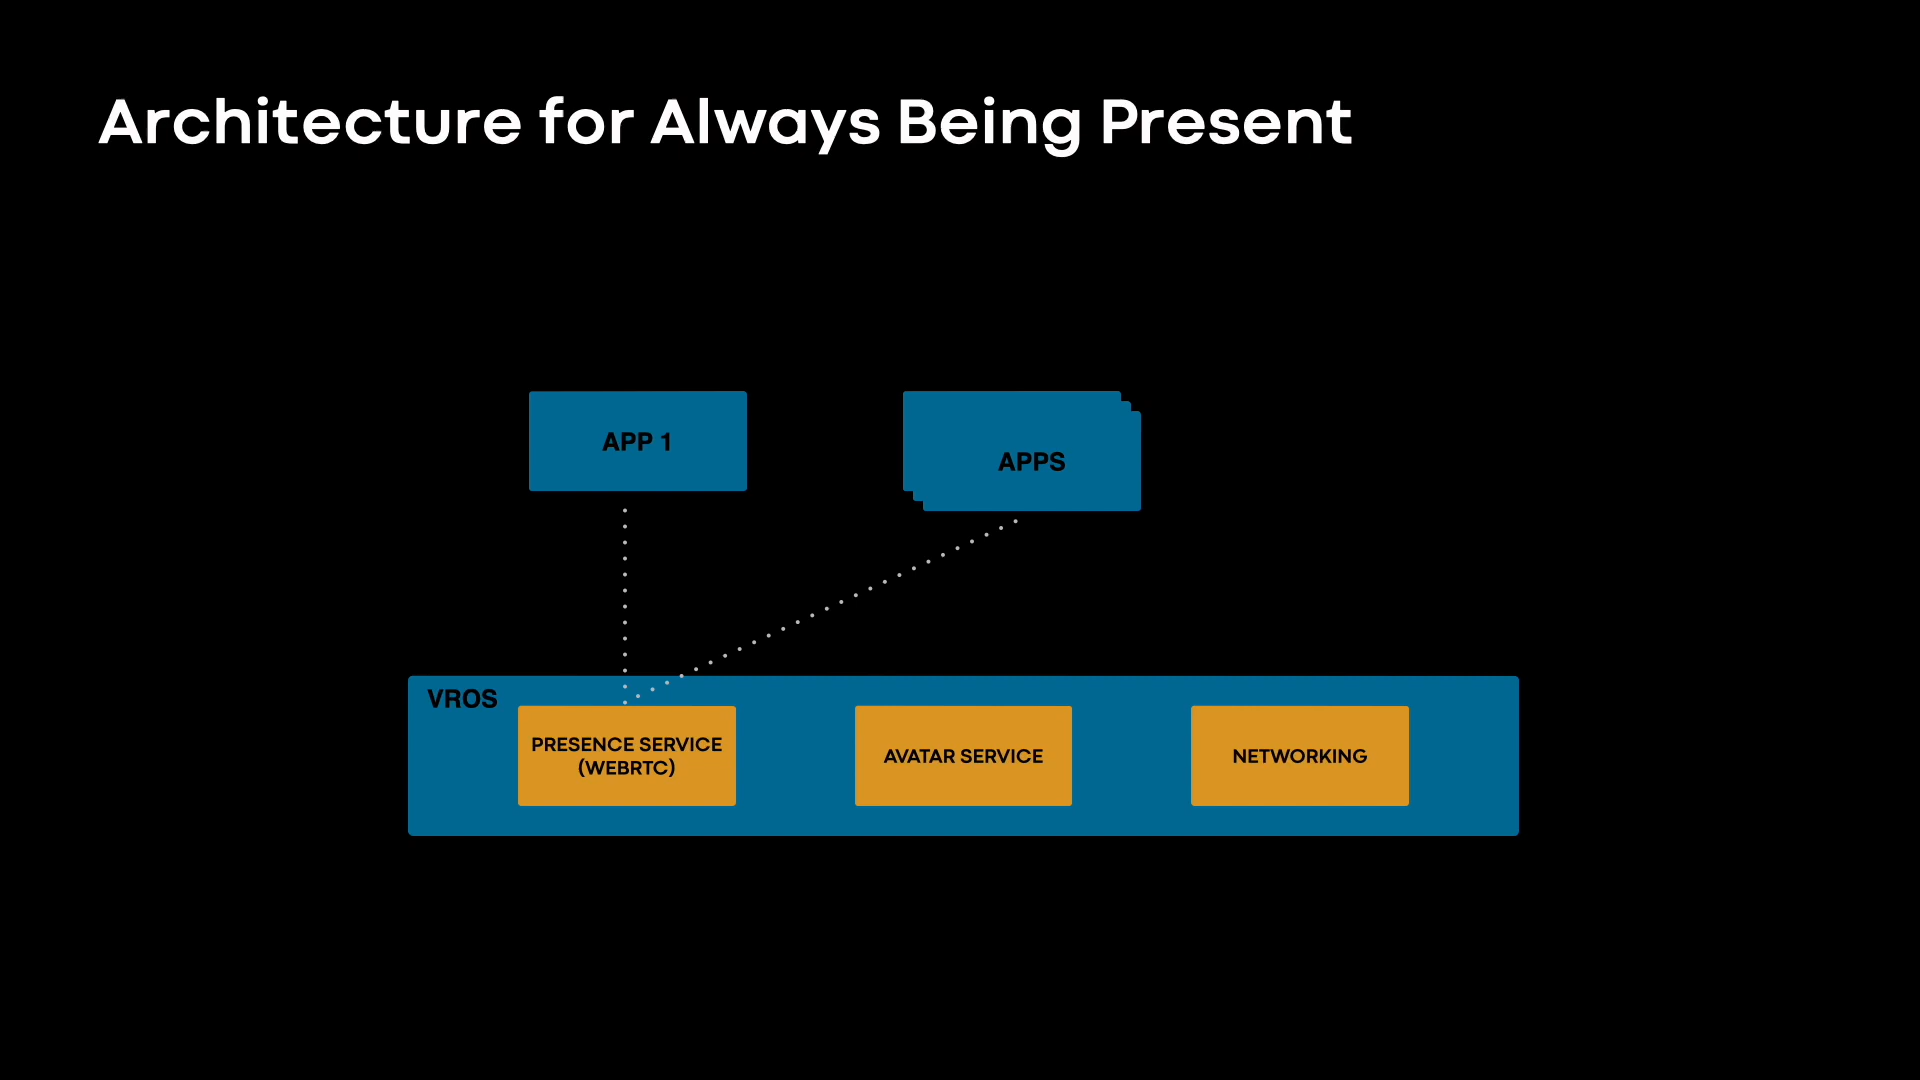 Architecture for Always Being Present
APP 1
APPS
VROS
PRESENCE SERVICE
(WEBRTC)
AVATAR SERVICE
NETWORKING